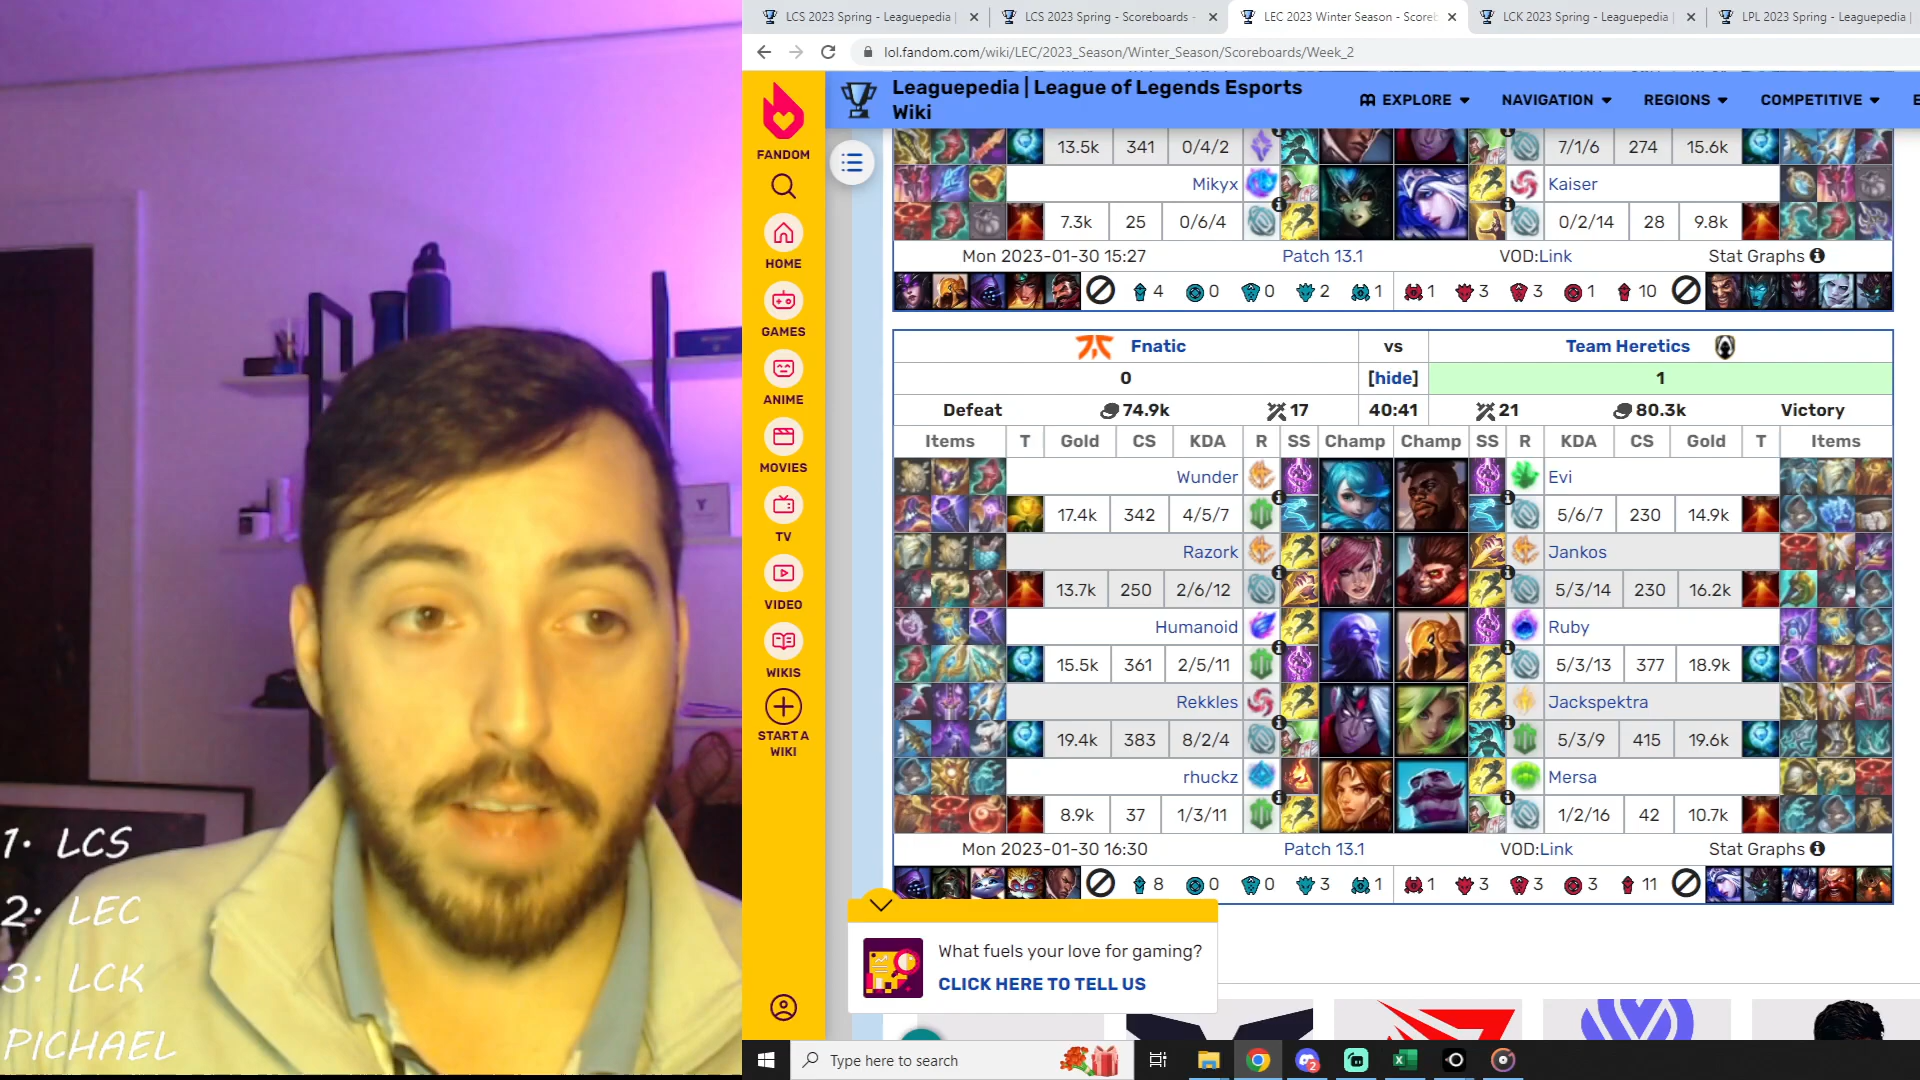 LCS 2023 Spring - Leaguepedia |
LCS 2023 Spring - Scoreboards -
LEC 2023 Winter Season - Scoreb
LCK 2023 Spring - Leaguepedia |
LPL 2023 Spring - Leaguepedia |
lol.fandom.com/wiki/LEC/2023_Season/Winter_Season/Scoreboards/Week_2
Leaguepedia | League of Legends Esports
Wiki
EXPLORE
NAVIGATION
REGIONS
COMPETITIVE
E
FANDOM
HOME
GAMES
ANIME
MOVIES
TV
VIDEO
WIKIS
START A
WIKI
13.5k 341 0/4/2 7/1/6 274 15.6k
Mikyx Kaiser
7.3k 25 0/6/4 0/2/14 28 9.8k
Mon 2023-01-30 15:27 Patch 13.1 VOD:Link Stat Graphs
4 0 0 2 1 1 3 3 1 10
Fnatic vs Team Heretics
0 [hide] 1
Defeat 74.9k 17 40:41 21 80.3k Victory
Items T Gold CS KDA R SS Champ Champ SS R KDA CS Gold T Items
Wunder Evi
17.4k 342 4/5/7 5/6/7 230 14.9k
Razork Jankos
13.7k 250 2/6/12 5/3/14 230 16.2k
Humanoid Ruby
15.5k 361 2/5/11 5/3/13 377 18.9k
Rekkles Jackspektra
19.4k 383 8/2/4 5/3/9 415 19.6k
rhuckz Mersa
8.9k 37 1/3/11 1/2/16 42 10.7k
Mon 2023-01-30 16:30 Patch 13.1 VOD:Link Stat Graphs
8 0 0 3 1 1 3 3 3 11
What fuels your love for gaming?
CLICK HERE TO TELL US
Type here to search
1. LCS
2. LEC
3. LCK
PICHAEL